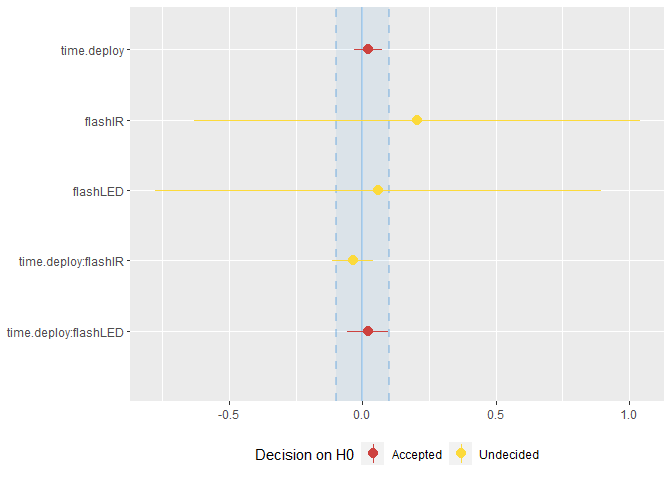 time.deploy
flashIR
flashLED
time.deploy:flashIR
time.deploy:flashLED
-0.5 0.0 0.5 1.0
Decision on H0 Accepted Undecided